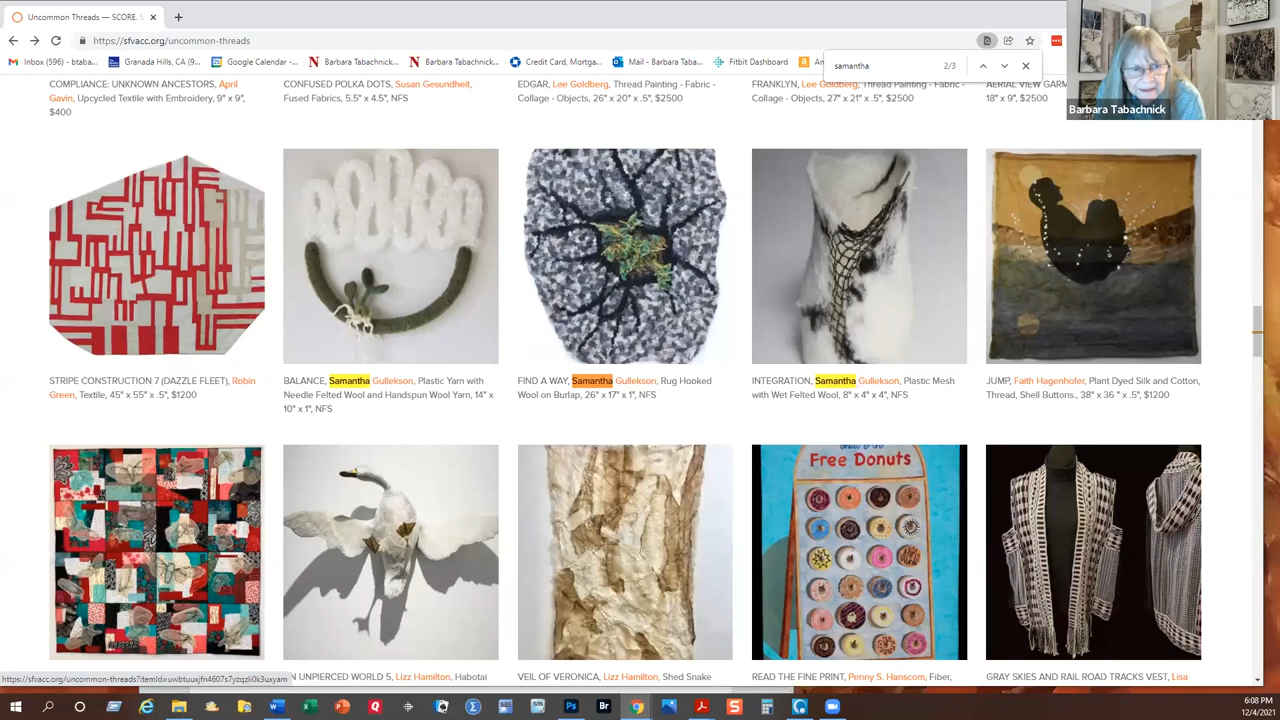 Uncommon Threads — SCORE. S
https://sfvacc.org/uncommon-threads
Inbox (596) - btaba...
Granada Hills, CA (9...
Google Calendar -...
Barbara Tabachnick...
Barbara Tabachnick...
Credit Card, Mortga...
Mail - Barbara Taba...
Fitbit Dashboard
samantha
2/3
Barbara Tabachnick
COMPLIANCE: UNKNOWN ANCESTORS, April
Gavin, Upcycled Textile with Embroidery, 9" x 9",
$400
CONFUSED POLKA DOTS, Susan Gesundheit,
Fused Fabrics, 5.5" x 4.5", NFS
EDGAR, Lee Goldberg, Thread Painting - Fabric -
Collage - Objects, 26" x 20" x .5", $2500
FRANKLYN, Lee Goldberg, Thread Painting - Fabric -
Collage - Objects, 27" x 21" x .5", $2500
AERIAL VIEW GARM
18" x 9", $2500
STRIPE CONSTRUCTION 7 (DAZZLE FLEET), Robin
Green, Textile, 45" x 55" x .5", $1200
BALANCE, Samantha Gullekson, Plastic Yarn with
Needle Felted Wool and Handspun Wool Yarn, 14" x
10" x 1", NFS
FIND A WAY, Samantha Gullekson, Rug Hooked
Wool on Burlap, 26" x 17" x 1", NFS
INTEGRATION, Samantha Gullekson, Plastic Mesh
with Wet Felted Wool, 8" x 4" x 4", NFS
JUMP, Faith Hagenhofer, Plant Dyed Silk and Cotton,
Thread, Shell Buttons., 38" x 36 " x .5", $1200
Free Donuts
N UNPIERCED WORLD 5, Lizz Hamilton, Habotai
VEIL OF VERONICA, Lizz Hamilton, Shed Snake
READ THE FINE PRINT, Penny S. Hanscom, Fiber,
GRAY SKIES AND RAIL ROAD TRACKS VEST, Lisa
https://sfvacc.org/uncommon-threads?itemId=uwbtuuxjfn4607s7yzqzli0k3uxyam
6:08 PM
12/4/2021